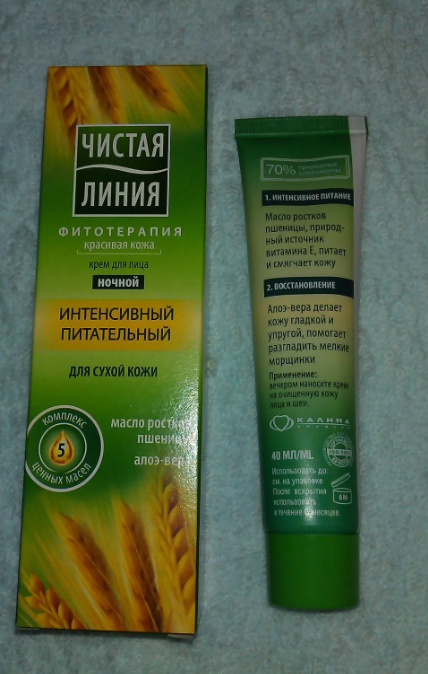 ЧИСТАЯ
ЛИНИЯ
ФИТОТЕРАПИЯ
красивая кожа
крем для лица
ночной
ИНТЕНСИВНЫЙ
ПИТАТЕЛЬНЫЙ
ДЛЯ СУХОЙ КОЖИ
КОМПЛЕКС
5
ЦЕННЫХ МАСЕЛ
масло ростков
пшеницы
алоэ-вера
70%
1. ИНТЕНСИВНОЕ ПИТАНИЕ
Масло ростков
пшеницы, природ-
ный источник
витамина Е, питает
и смягчает кожу
2. ВОССТАНОВЛЕНИЕ
Алоэ-вера делает
кожу гладкой и
упругой, помогает
разгладить мелкие
морщинки
Применение:
вечером наносите крем
на очищенную кожу
лица и шеи.
КАЛИНА
40 МЛ/ML
Использовать до:
см. на упаковке
После вскрытия
использовать
в течение 6 месяцев.
6 M